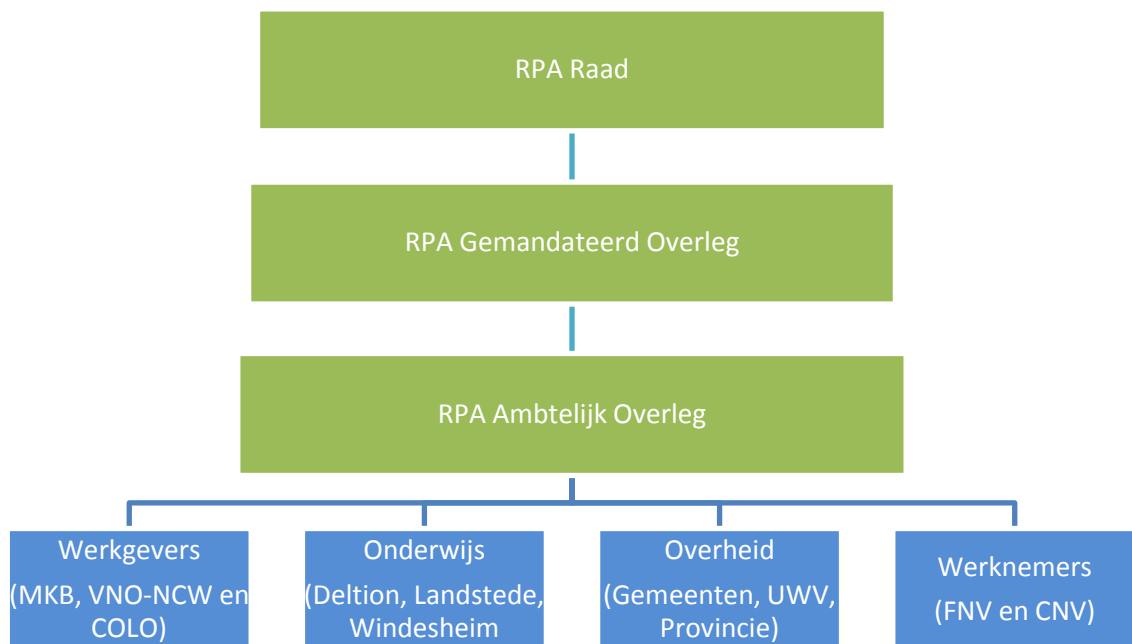 RPA Raad
RPA Gemandateerd Overleg
RPA Ambtelijk Overleg
Werkgevers
(MKB, VNO-NCW en
COLO)
Onderwijs
(Deltion, Landstede,
Windesheim
Overheid
(Gemeenten, UWV,
Provincie)
Werknemers
(FNV en CNV)